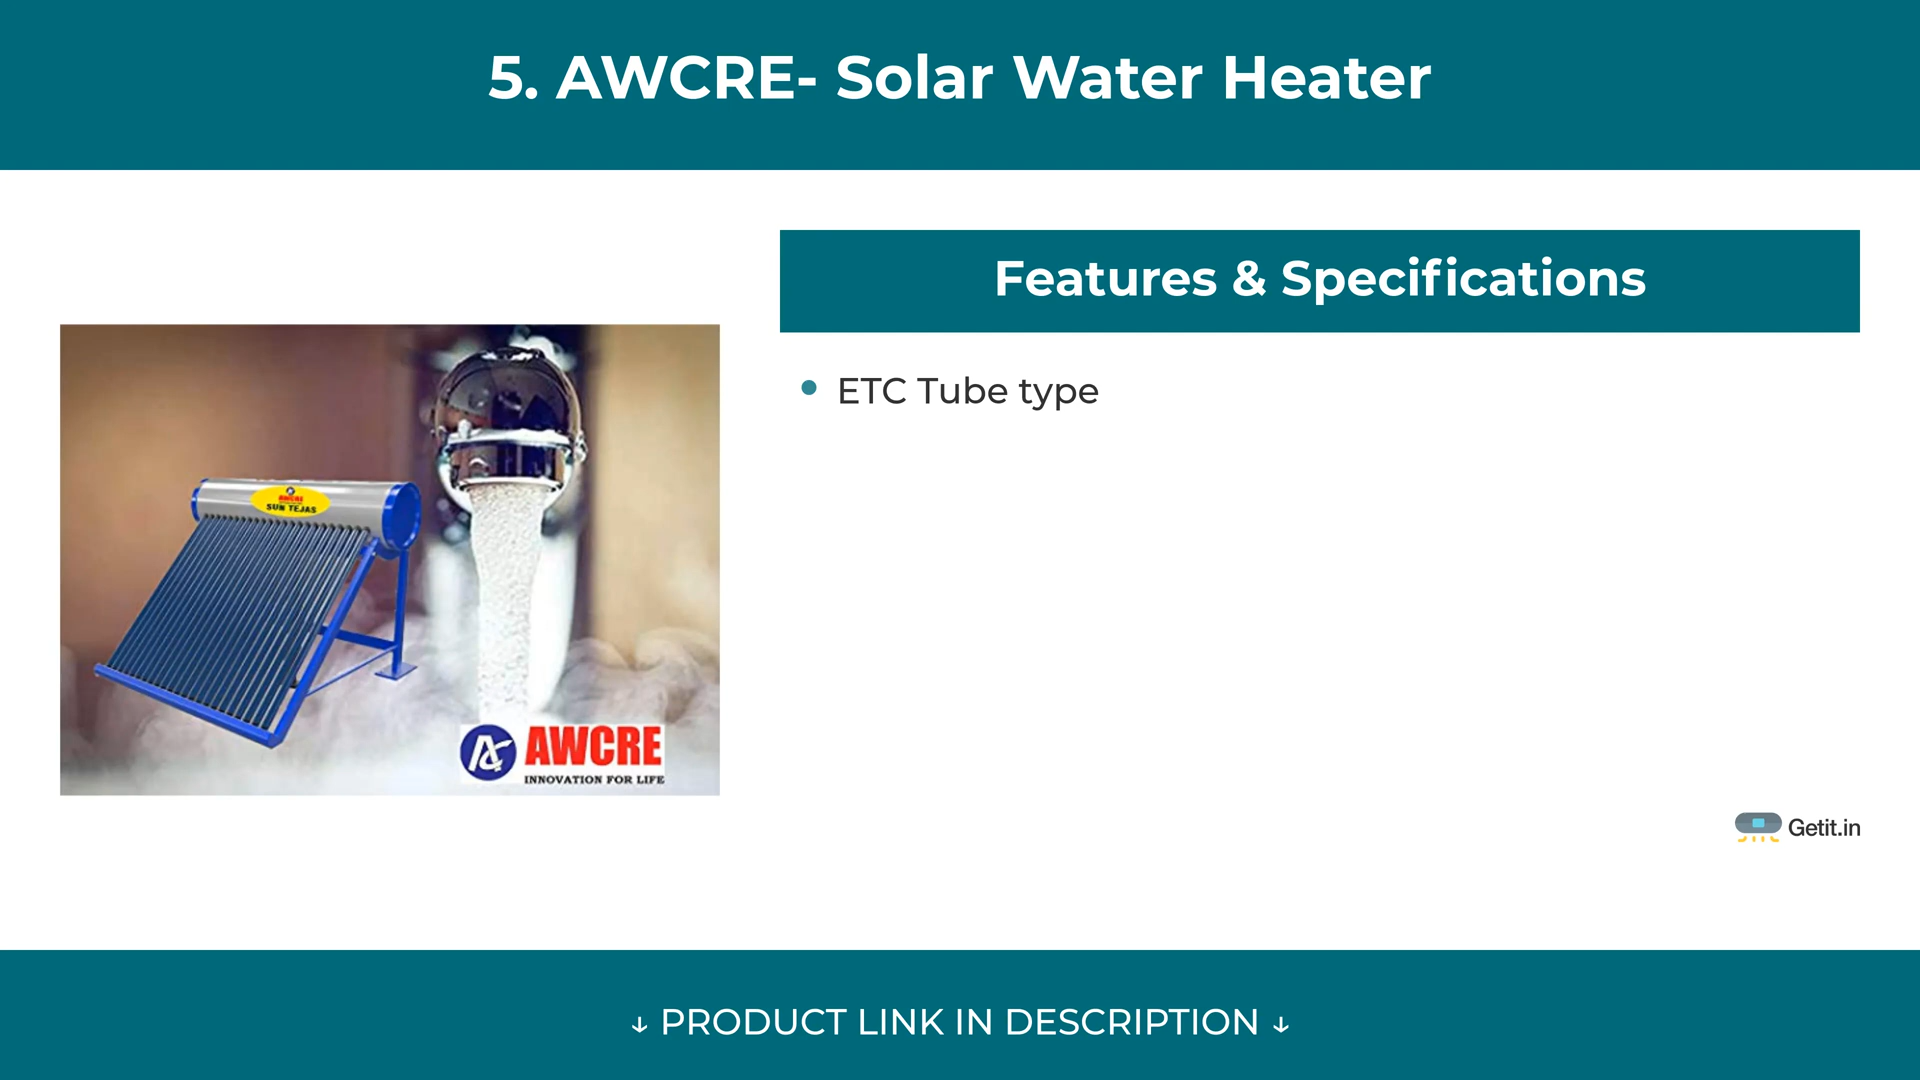 5. AWCRE- Solar Water Heater
Features & Specifications
• ETC Tube type
AWCRE
SUN TEJAS
AWCRE
INNOVATION FOR LIFE
Getit.in
↓ PRODUCT LINK IN DESCRIPTION ↓